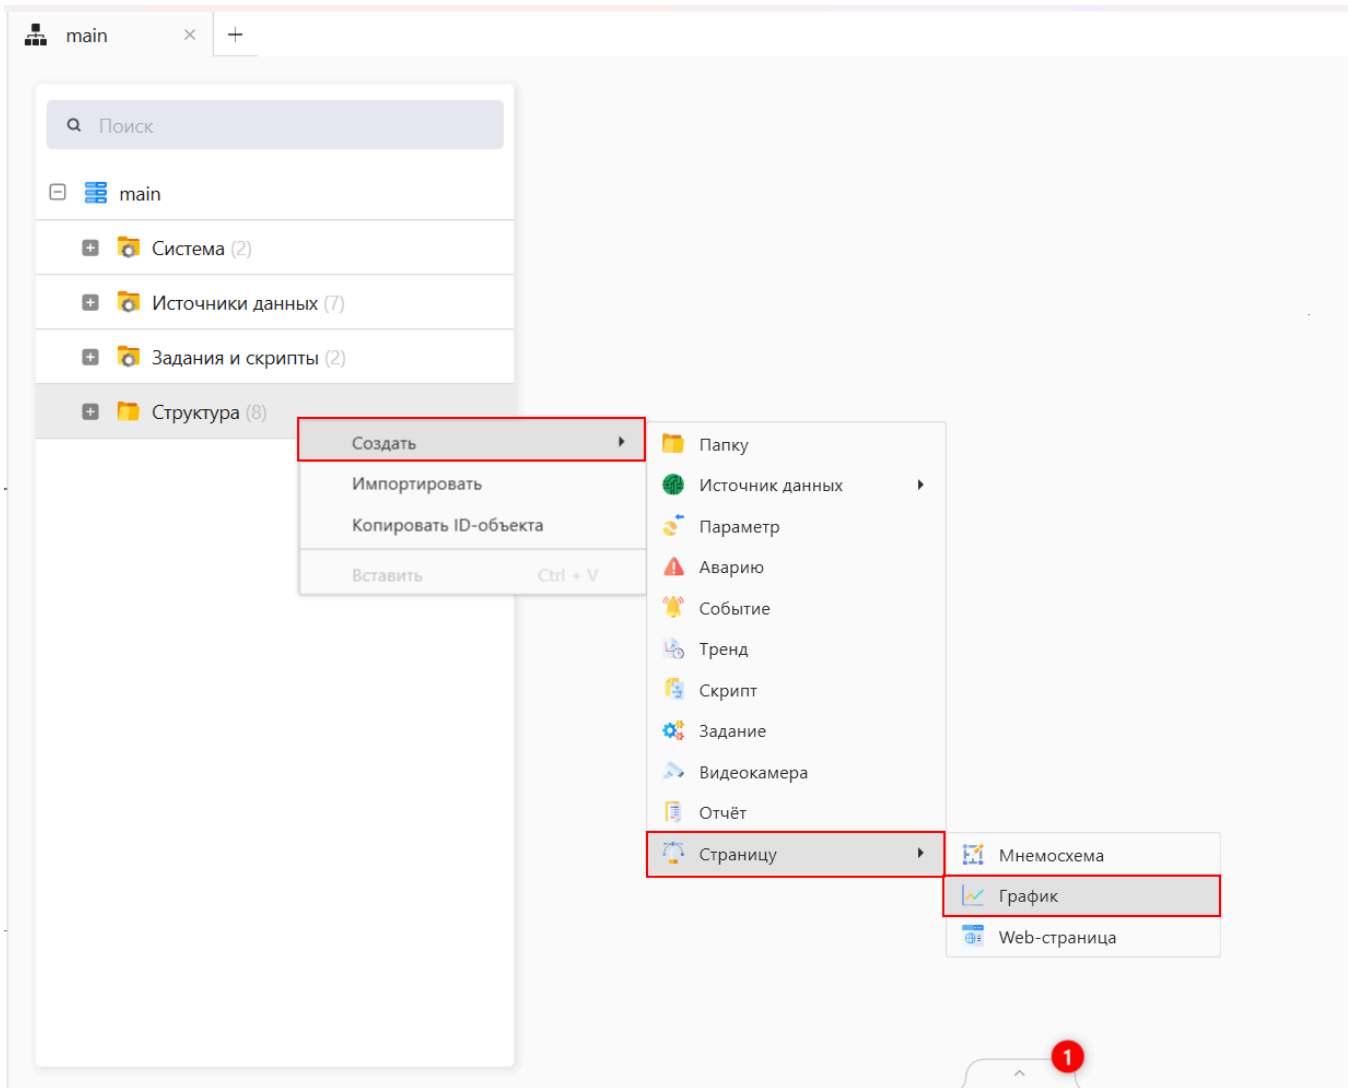 main
Поиск
main
Система (2)
Источники данных (7)
Задания и скрипты (2)
Структура (8)
Создать
Импортировать
Копировать ID-объекта
Вставить Ctrl + V
Папку
Источник данных
Параметр
Аварию
Событие
Тренд
Скрипт
Задание
Видеокамера
Отчёт
Страницу
Мнемосхема
График
Web-страница
1